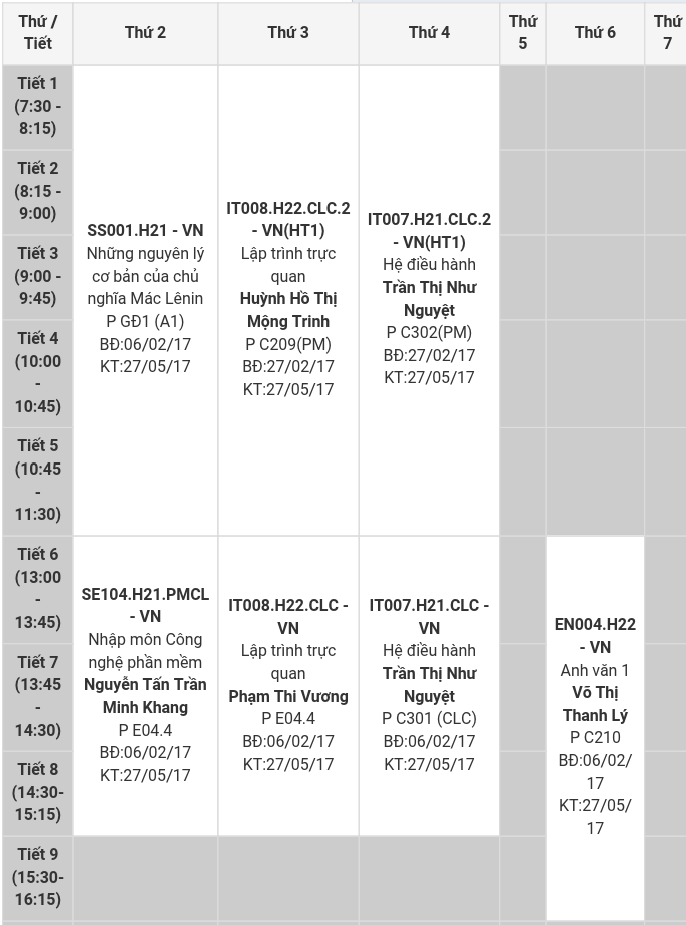 Thứ /
Tiết
Thứ 2
Thứ 3
Thứ 4
Thứ
5
Thứ 6
Thứ
7
Tiết 1
(7:30 -
8:15)
Tiết 2
(8:15 -
9:00)
Tiết 3
(9:00 -
9:45)
Tiết 4
(10:00
-
10:45)
Tiết 5
(10:45
-
11:30)
SS001.H21 - VN
Những nguyên lý
cơ bản của chủ
nghĩa Mác Lênin
P GĐ1 (A1)
BĐ:06/02/17
KT:27/05/17
IT008.H22.CLC.2
- VN(HT1)
Lập trình trực
quan
Huỳnh Hồ Thị
Mộng Trinh
P C209(PM)
BĐ:27/02/17
KT:27/05/17
IT007.H21.CLC.2
- VN(HT1)
Hệ điều hành
Trần Thị Như
Nguyệt
P C302(PM)
BĐ:27/02/17
KT:27/05/17
Tiết 6
(13:00
-
13:45)
Tiết 7
(13:45
-
14:30)
Tiết 8
(14:30-
15:15)
Tiết 9
(15:30-
16:15)
SE104.H21.PMCL
- VN
Nhập môn Công
nghệ phần mềm
Nguyễn Tấn Trần
Minh Khang
P E04.4
BĐ:06/02/17
KT:27/05/17
IT008.H22.CLC -
VN
Lập trình trực
quan
Phạm Thi Vương
P E04.4
BĐ:06/02/17
KT:27/05/17
IT007.H21.CLC -
VN
Hệ điều hành
Trần Thị Như
Nguyệt
P C301 (CLC)
BĐ:06/02/17
KT:27/05/17
EN004.H22
- VN
Anh văn 1
Võ Thị
Thanh Lý
P C210
BĐ:06/02/
17
KT:27/05/
17